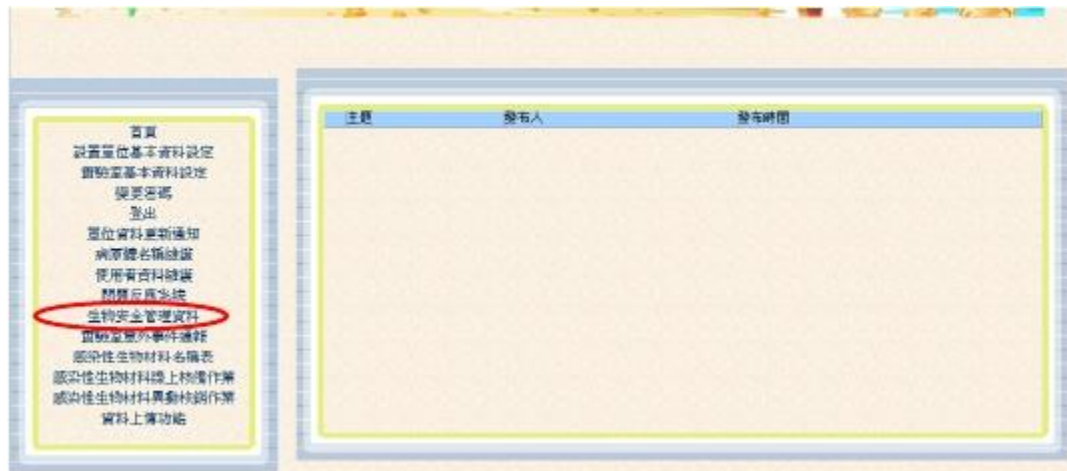 首頁
設置單位基本資料設定
實驗室基本資料設定
變更密碼
登出
單位資料更新通知
病原體名稱維護
使用者資料維護
問題反應系統
生物安全管理資料
實驗室意外事件通報
感染性生物材料名稱表
感染性生物材料線上核備作業
感染性生物材料異動核銷作業
資料上傳功能
主題 發布人 發布時間